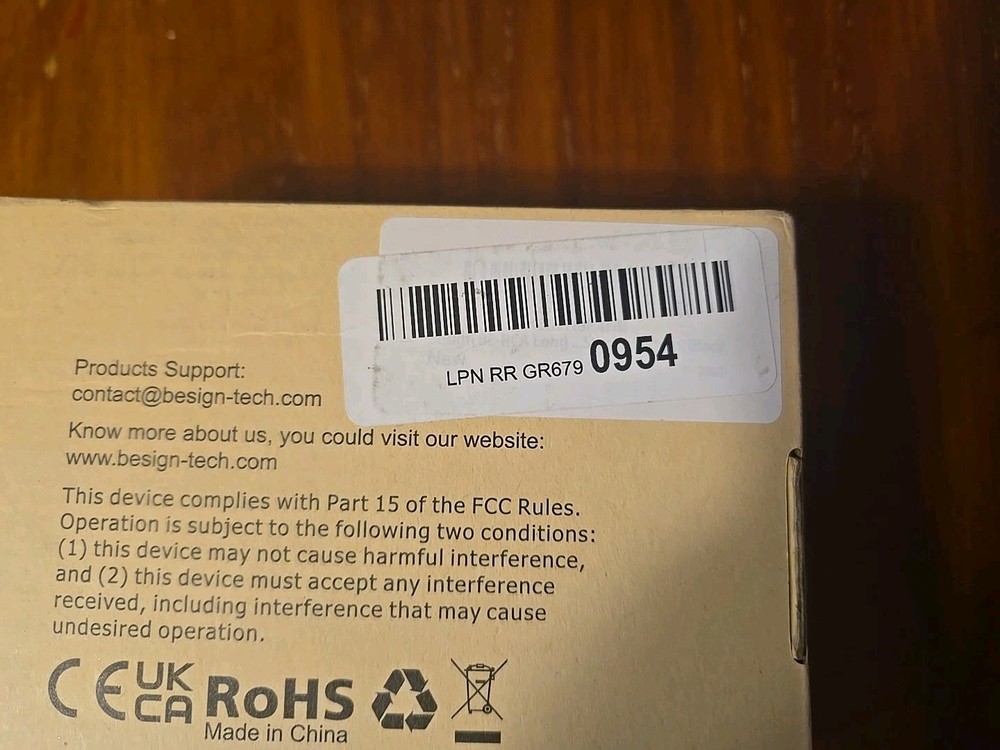 LPN RR GR679 0954
Products Support:
contact@besign-tech.com
Know more about us, you could visit our website:
www.besign-tech.com
This device complies with Part 15 of the FCC Rules.
Operation is subject to the following two conditions:
(1) this device may not cause harmful interference,
and (2) this device must accept any interference
received, including interference that may cause
undesired operation.
CE UK CA RoHS
Made in China